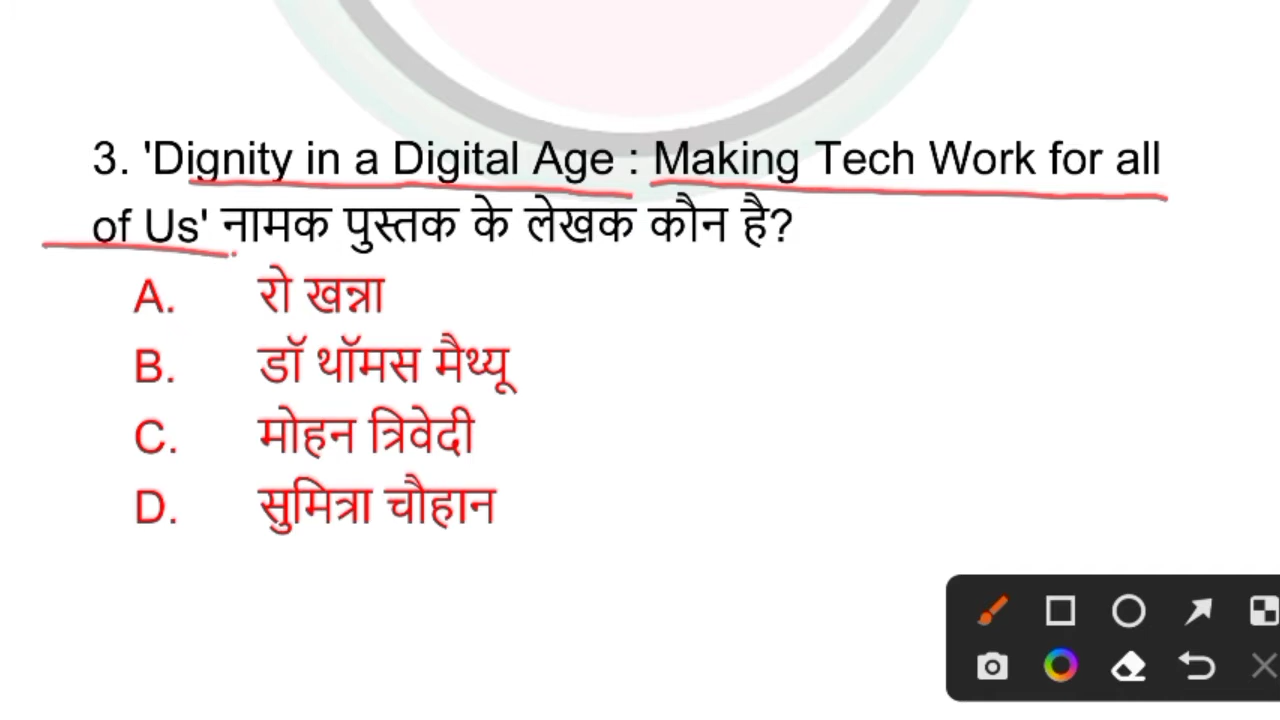 3. 'Dignity in a Digital Age : Making Tech Work for all
of Us' नामक पुस्तक के लेखक कौन है?
A. रो खन्ना
B. डॉ थॉमस मैथ्यू
C. मोहन त्रिवेदी
D. सुमित्रा चौहान